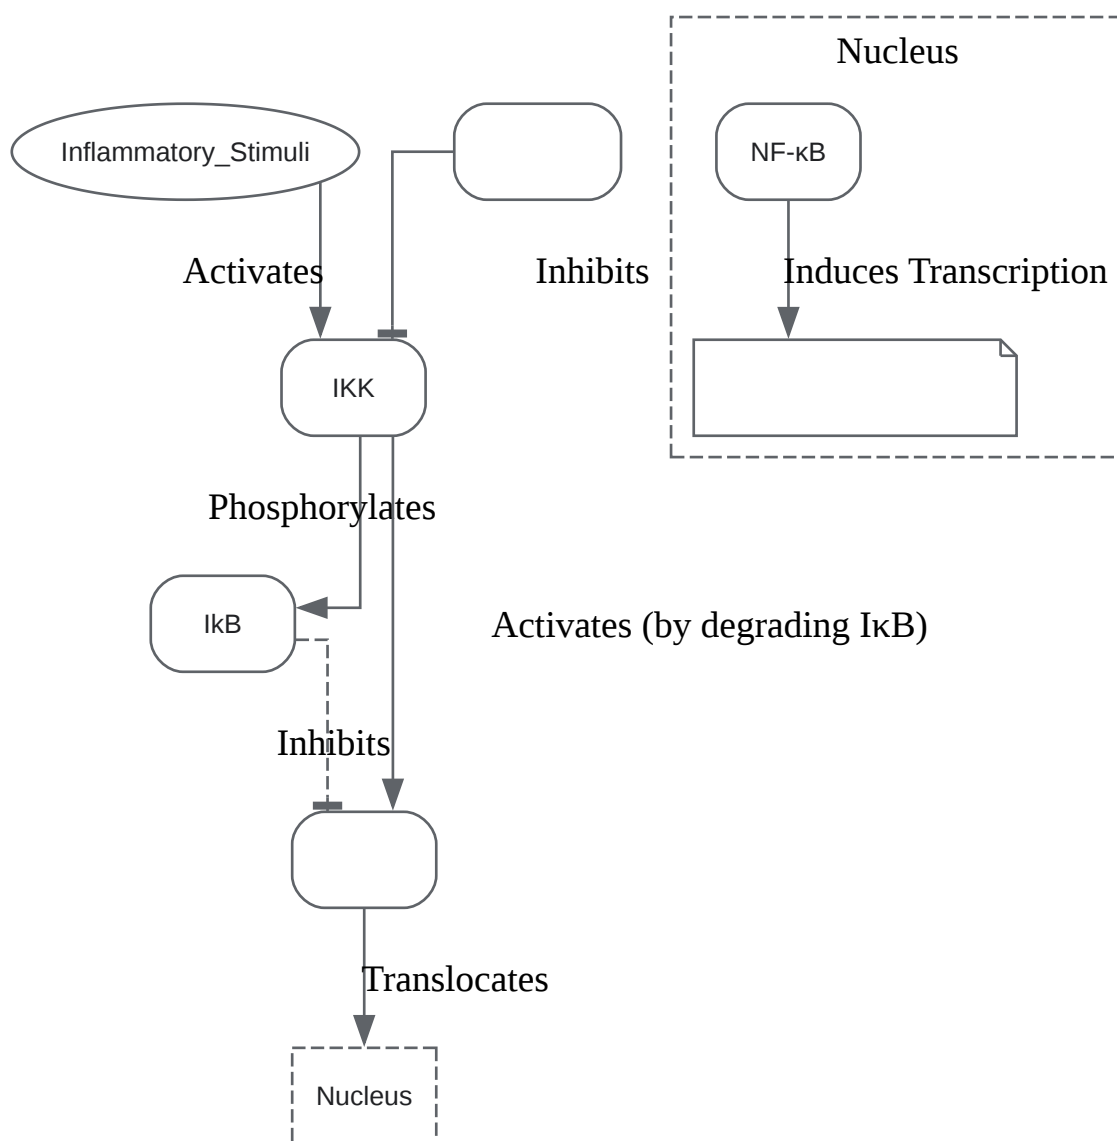 Nucleus
Inflammatory_Stimuli
NF-κB
Activates
Inhibits
Induces Transcription
IKK
Phosphorylates
IkB
Activates (by degrading IκB)
Inhibits
Translocates
Nucleus